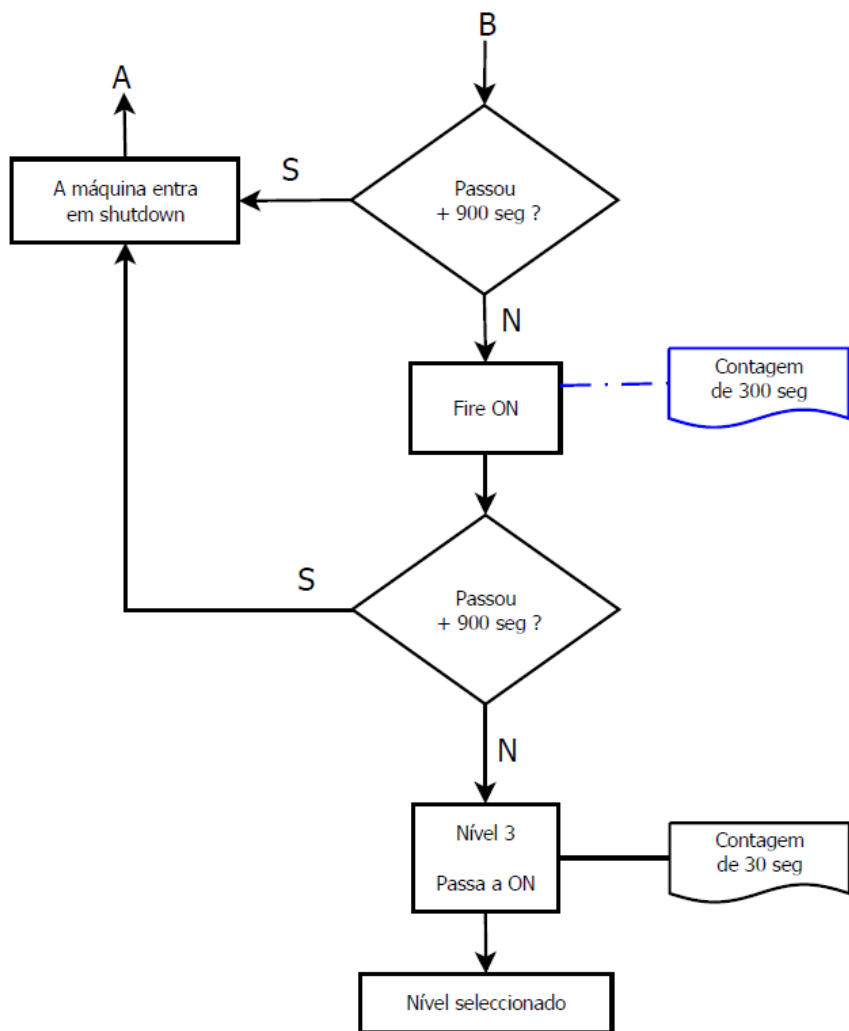 B
A
A máquina entra
em shutdown
S
Passou
+ 900 seg ?
N
Fire ON
Contagem
de 300 seg
S
Passou
+ 900 seg ?
N
Nível 3
Passa a ON
Contagem
de 30 seg
Nível seleccionado